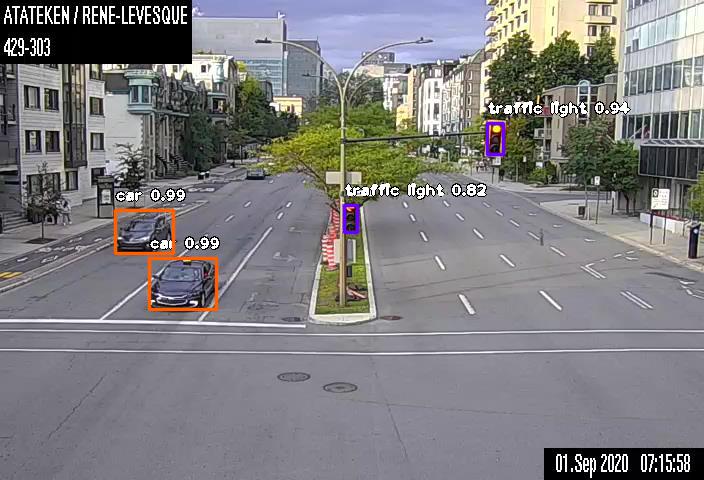 ATATEKEN / RENE-LEVESQUE
429-303
traffic light 0.94
traffic light 0.82
car 0.99
car 0.99
01.Sep 2020 07:15:58